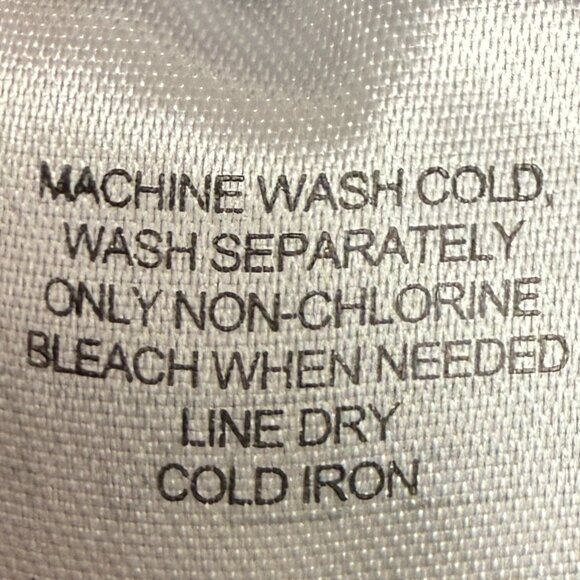 MACHINE WASH COLD,
WASH SEPARATELY
ONLY NON-CHLORINE
BLEACH WHEN NEEDED
LINE DRY
COLD IRON